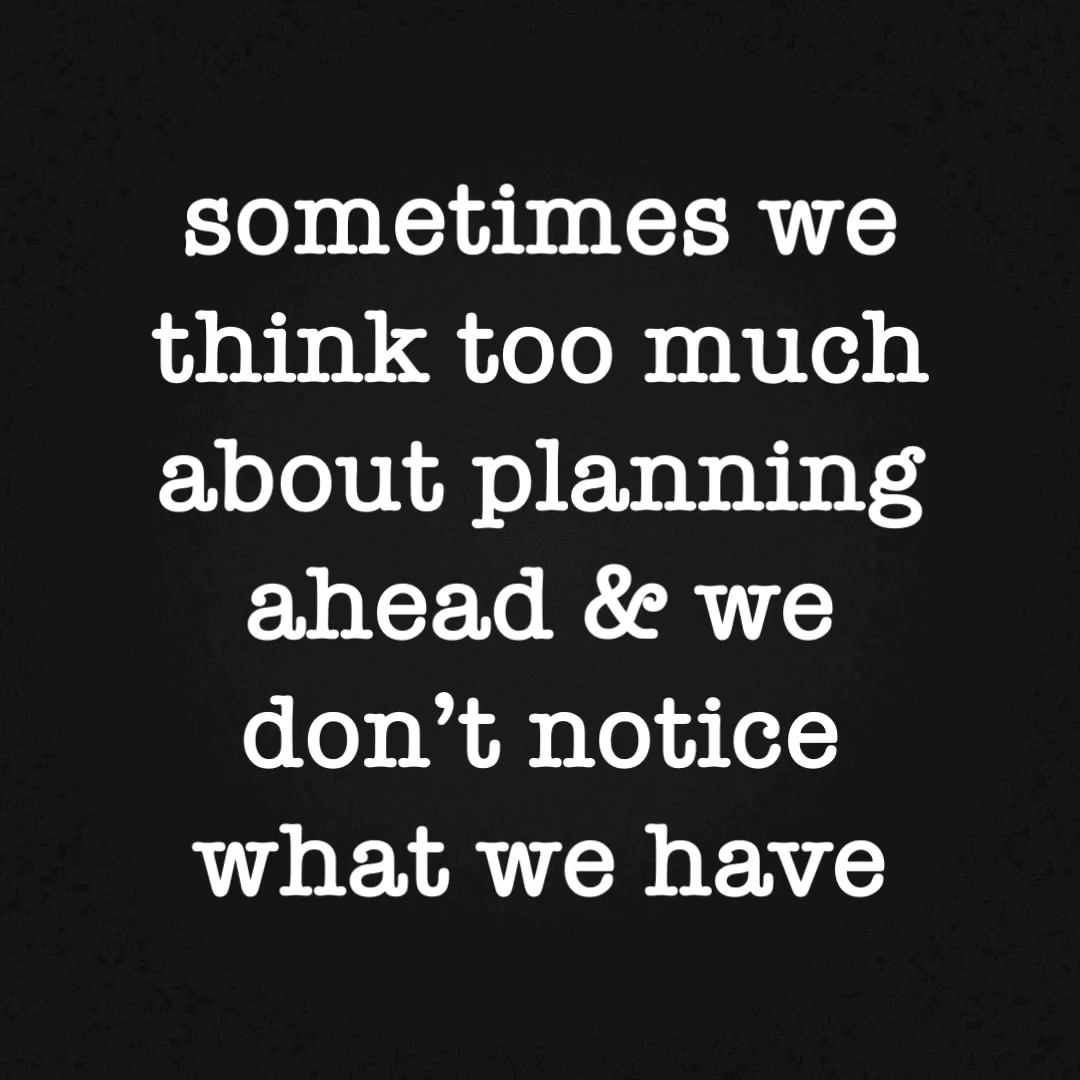 sometimes we
think too much
about planning
ahead & we
don’t notice
what we have